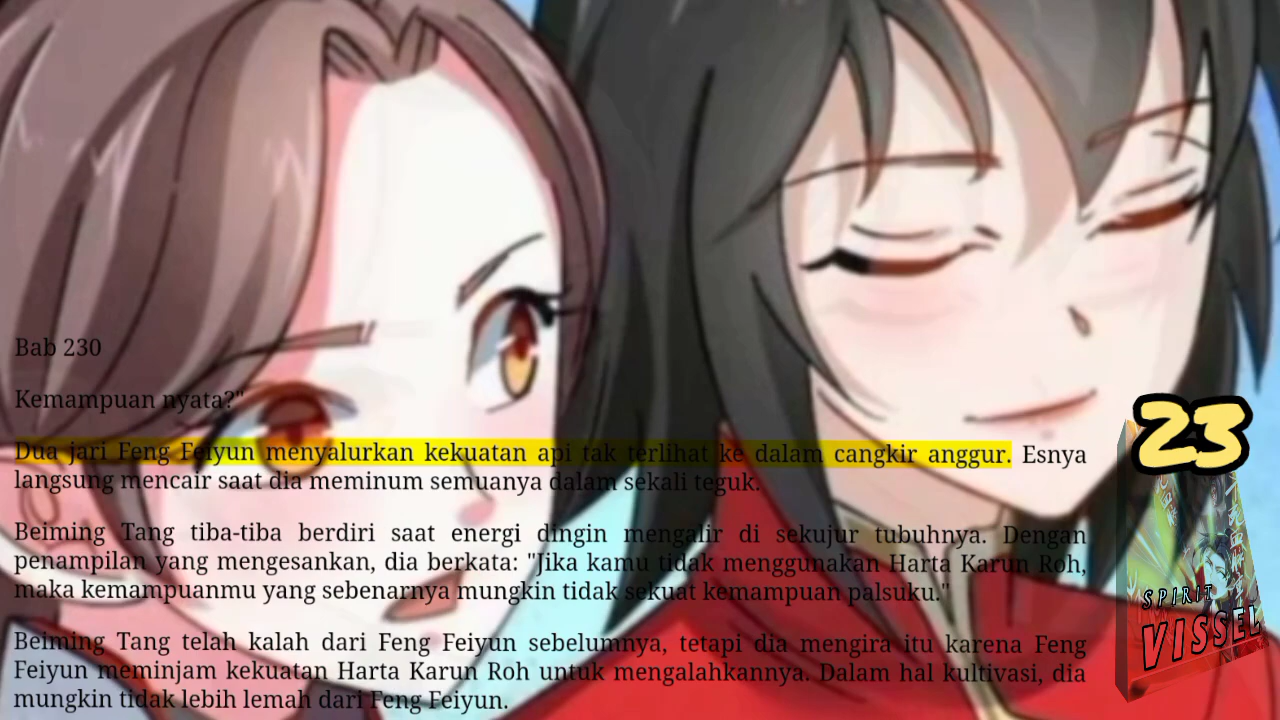 Bab 230
Kemampuan nyata?"
Dua jari Feng Feiyun menyalurkan kekuatan api tak terlihat ke dalam cangkir anggur. Esnya
langsung mencair saat dia meminum semuanya dalam sekali teguk.
Beiming Tang tiba-tiba berdiri saat energi dingin mengalir di sekujur tubuhnya. Dengan
penampilan yang mengesankan, dia berkata: "Jika kamu tidak menggunakan Harta Karun Roh,
maka kemampuanmu yang sebenarnya mungkin tidak sekuat kemampuan palsuku."
Beiming Tang telah kalah dari Feng Feiyun sebelumnya, tetapi dia mengira itu karena Feng
Feiyun meminjam kekuatan Harta Karun Roh untuk mengalahkannya. Dalam hal kultivasi, dia
mungkin tidak lebih lemah dari Feng Feiyun.
23
SPIRIT
VISSEL